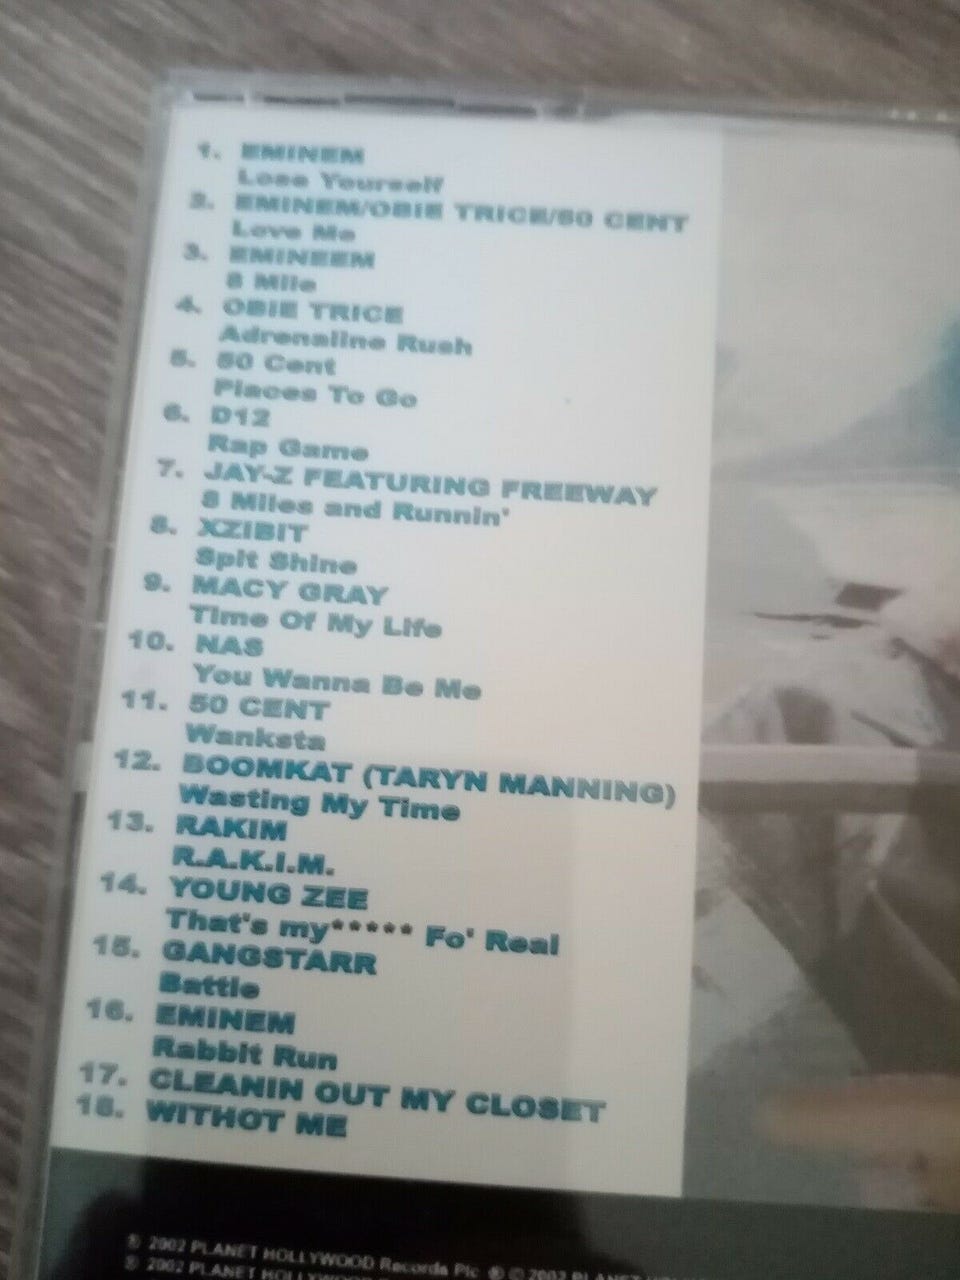 1. EMINEM
Lose Yourself
2. EMINEM/OBIE TRICE/50 CENT
Love Me
3. EMINEEM
8 Mile
4. OBIE TRICE
Adrenaline Rush
5. 50 Cent
Places To Go
6. D12
Rap Game
7. JAY-Z FEATURING FREEWAY
8 Miles and Runnin'
8. XZIBIT
Spit Shine
9. MACY GRAY
Time Of My Life
10. NAS
You Wanna Be Me
11. 50 CENT
Wanksta
12. BOOMKAT (TARYN MANNING)
Wasting My Time
13. RAKIM
R.A.K.I.M.
14. YOUNG ZEE
That's my***** Fo' Real
15. GANGSTARR
Battle
16. EMINEM
Rabbit Run
17. CLEANIN OUT MY CLOSET
18. WITHOT ME
℗ 2002 PLANET HOLLYWOOD Records Plc ℗ © 2002 PLANET
℗ 2002 PLANET HOLLYWOOD